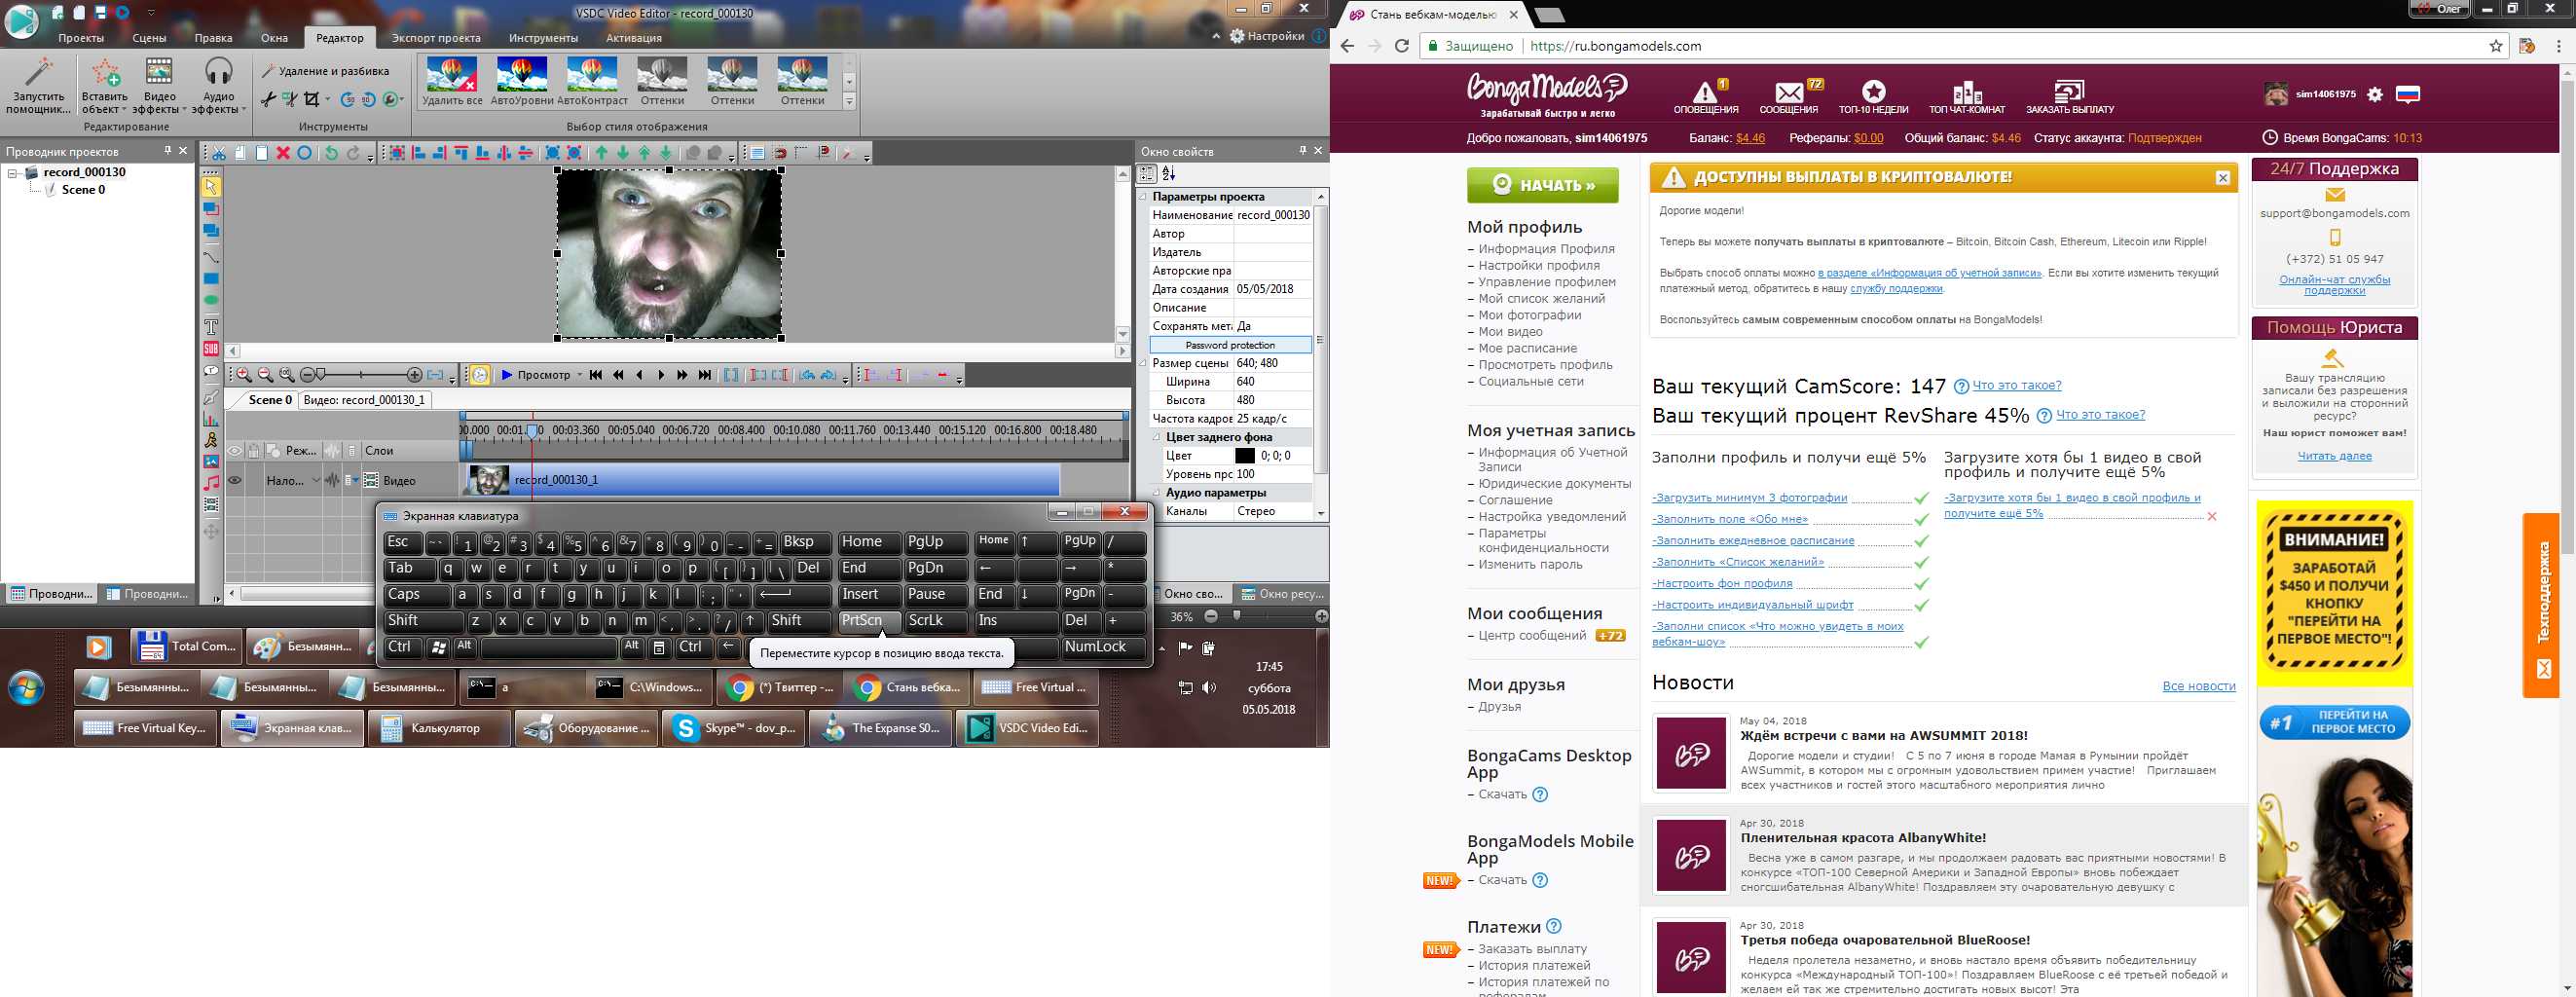 VSDC Video Editor - record_000130
Проекты Сцены Правка Окна Редактор Экспорт проекта Инструменты Активация
Настройки
Запустить помощник...
Вставить объект
Видео эффекты
Аудио эффекты
Редактирование
Удаление и разбивка
Инструменты
Удалить все АвтоУровни АвтоКонтраст Оттенки Оттенки Оттенки
Выбор стиля отображения
Проводник проектов
record_000130
Scene 0
Окно свойств
Параметры проекта
Наименование record_000130
Автор
Издатель
Авторские пра
Дата создания 05/05/2018
Описание
Сохранять мета Да
Password protection
Размер сцены 640; 480
Ширина 640
Высота 480
Частота кадров 25 кадр/с
Цвет заднего фона
Цвет 0; 0; 0
Уровень прс 100
Аудио параметры
Каналы Стерео
SUB
Просмотр
Scene 0 Видео: record_000130_1
00:03.360 00:05.040 00:06.720 00:08.400 00:10.080 00:11.760 00:13.440 00:15.120 00:16.800 00:18.480
Реж... Слои
Нало... Видео record_000130_1
Проводни... Проводни...
Окно сво... Окно ресу...
36%
Экранная клавиатура
Esc ~ ` ! 1 @ 2 # 3 $ 4 % 5 ^ 6 & 7 * 8 ( 9 ) 0 _ - + = Bksp Home PgUp Home ↑ PgUp /
Tab q w e r t y u i o p { [ } ] | \ Del End PgDn ← → *
Caps a s d f g h j k l : ; " ' Insert Pause End ↓ PgDn -
Shift z x c v b n m < , > . ? / ↑ Shift PrtScn ScrLk Ins Del +
Ctrl Alt Alt Ctrl ← NumLock
Переместите курсор в позицию ввода текста.
Total Com... Безымянн...
Безымянны... Безымянны... Безымянны... a C:\Windows... (*) Твиттер -... Стань вебка... Free Virtual ...
Free Virtual Key... Экранная клав... Калькулятор Оборудование ... Skype™ - dov_p... The Expanse S0... VSDC Video Edi...
17:45
суббота
05.05.2018
Стань вебкам-моделью
Олег
Защищено https://ru.bongamodels.com
BongaModels
Зарабатывай быстро и легко
1
ОПОВЕЩЕНИЯ
72
СООБЩЕНИЯ
ТОП-10 НЕДЕЛИ
ТОП ЧАТ-КОМНАТ
ЗАКАЗАТЬ ВЫПЛАТУ
sim14061975
Добро пожаловать, sim14061975 Баланс: $4.46 Рефералы: $0.00 Общий баланс: $4.46 Статус аккаунта: Подтвержден Время BongaCams: 10:13
НАЧАТЬ »
Мой профиль
– Информация Профиля
– Настройки профиля
– Управление профилем
– Мой список желаний
– Мои фотографии
– Мои видео
– Мое расписание
– Просмотреть профиль
– Социальные сети
Моя учетная запись
– Информация об Учетной
Записи
– Юридические документы
– Соглашение
– Настройка уведомлений
– Параметры
конфиденциальности
– Изменить пароль
Мои сообщения
– Центр сообщений +72
Мои друзья
– Друзья
BongaCams Desktop
App
– Скачать
BongaModels Mobile
App
NEW! – Скачать
Платежи
NEW! – Заказать выплату
– История платежей
– История платежей по
рефералам
ДОСТУПНЫ ВЫПЛАТЫ В КРИПТОВАЛЮТЕ!
Дорогие модели!
Теперь вы можете получать выплаты в криптовалюте – Bitcoin, Bitcoin Cash, Ethereum, Litecoin или Ripple!
Выбрать способ оплаты можно в разделе «Информация об учетной записи». Если вы хотите изменить текущий
платежный метод, обратитесь в нашу службу поддержки.
Воспользуйтесь самым современным способом оплаты на BongaModels!
Ваш текущий CamScore: 147 Что это такое?
Ваш текущий процент RevShare 45% Что это такое?
Заполни профиль и получи ещё 5%
-Загрузить минимум 3 фотографии
-Заполнить поле «Обо мне»
-Заполнить ежедневное расписание
-Заполнить «Список желаний»
-Настроить фон профиля
-Настроить индивидуальный шрифт
-Заполни список «Что можно увидеть в моих
вебкам-шоу»
Загрузите хотя бы 1 видео в свой
профиль и получите ещё 5%
-Загрузите хотя бы 1 видео в свой профиль и
получите ещё 5%
Новости
Все новости
May 04, 2018
Ждём встречи с вами на AWSUMMIT 2018!
Дорогие модели и студии! С 5 по 7 июня в городе Мамая в Румынии пройдёт
AWSummit, в котором мы с огромным удовольствием примем участие! Приглашаем
всех участников и гостей этого масштабного мероприятия лично
Apr 30, 2018
Пленительная красота AlbanyWhite!
Весна уже в самом разгаре, и мы продолжаем радовать вас приятными новостями! В
конкурсе «ТОП-100 Северной Америки и Западной Европы» вновь побеждает
сногсшибательная AlbanyWhite! Поздравляем эту очаровательную девушку с
Apr 30, 2018
Третья победа очаровательной BlueRoose!
Неделя пролетела незаметно, и вновь настало время объявить победительницу
конкурса «Международный ТОП-100»! Поздравляем BlueRoose с её третьей победой и
желаем ей так же стремительно достигать новых высот! Эта
24/7 Поддержка
support@bongamodels.com
(+372) 51 05 947
Онлайн-чат службы
поддержки
Помощь Юриста
Вашу трансляцию
записали без разрешения
и выложили на сторонний
ресурс?
Наш юрист поможет вам!
Читать далее
ВНИМАНИЕ!
ЗАРАБОТАЙ
$450 И ПОЛУЧИ
КНОПКУ
"ПЕРЕЙТИ НА
ПЕРВОЕ МЕСТО"!
#1 ПЕРЕЙТИ НА
ПЕРВОЕ МЕСТО
Техподдержка